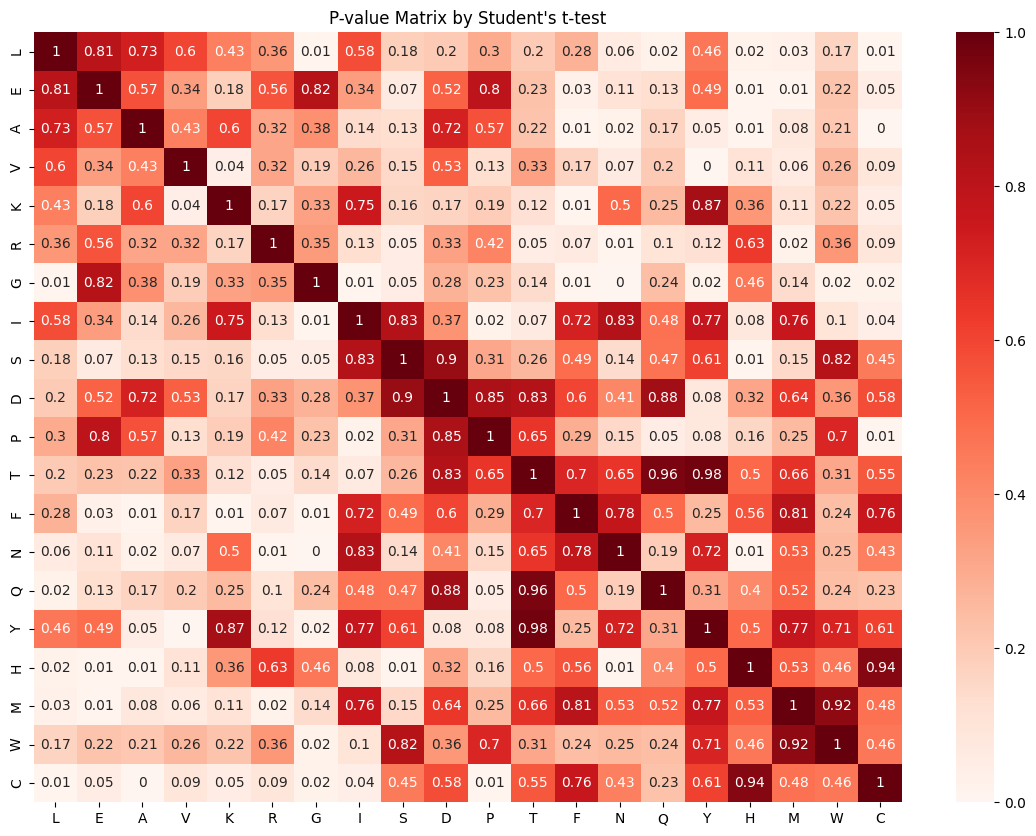 P-value Matrix by Student's t-test
L 1 0.81 0.73 0.6 0.43 0.36 0.01 0.58 0.18 0.2 0.3 0.2 0.28 0.06 0.02 0.46 0.02 0.03 0.17 0.01
E 0.81 1 0.57 0.34 0.18 0.56 0.82 0.34 0.07 0.52 0.8 0.23 0.03 0.11 0.13 0.49 0.01 0.01 0.22 0.05
A 0.73 0.57 1 0.43 0.6 0.32 0.38 0.14 0.13 0.72 0.57 0.22 0.01 0.02 0.17 0.05 0.01 0.08 0.21 0
V 0.6 0.34 0.43 1 0.04 0.32 0.19 0.26 0.15 0.53 0.13 0.33 0.17 0.07 0.2 0 0.11 0.06 0.26 0.09
K 0.43 0.18 0.6 0.04 1 0.17 0.33 0.75 0.16 0.17 0.19 0.12 0.01 0.5 0.25 0.87 0.36 0.11 0.22 0.05
R 0.36 0.56 0.32 0.32 0.17 1 0.35 0.13 0.05 0.33 0.42 0.05 0.07 0.01 0.1 0.12 0.63 0.02 0.36 0.09
G 0.01 0.82 0.38 0.19 0.33 0.35 1 0.01 0.05 0.28 0.23 0.14 0.01 0 0.24 0.02 0.46 0.14 0.02 0.02
I 0.58 0.34 0.14 0.26 0.75 0.13 0.01 1 0.83 0.37 0.02 0.07 0.72 0.83 0.48 0.77 0.08 0.76 0.1 0.04
S 0.18 0.07 0.13 0.15 0.16 0.05 0.05 0.83 1 0.9 0.31 0.26 0.49 0.14 0.47 0.61 0.01 0.15 0.82 0.45
D 0.2 0.52 0.72 0.53 0.17 0.33 0.28 0.37 0.9 1 0.85 0.83 0.6 0.41 0.88 0.08 0.32 0.64 0.36 0.58
P 0.3 0.8 0.57 0.13 0.19 0.42 0.23 0.02 0.31 0.85 1 0.65 0.29 0.15 0.05 0.08 0.16 0.25 0.7 0.01
T 0.2 0.23 0.22 0.33 0.12 0.05 0.14 0.07 0.26 0.83 0.65 1 0.7 0.65 0.96 0.98 0.5 0.66 0.31 0.55
F 0.28 0.03 0.01 0.17 0.01 0.07 0.01 0.72 0.49 0.6 0.29 0.7 1 0.78 0.5 0.25 0.56 0.81 0.24 0.76
N 0.06 0.11 0.02 0.07 0.5 0.01 0 0.83 0.14 0.41 0.15 0.65 0.78 1 0.19 0.72 0.01 0.53 0.25 0.43
Q 0.02 0.13 0.17 0.2 0.25 0.1 0.24 0.48 0.47 0.88 0.05 0.96 0.5 0.19 1 0.31 0.4 0.52 0.24 0.23
Y 0.46 0.49 0.05 0 0.87 0.12 0.02 0.77 0.61 0.08 0.08 0.98 0.25 0.72 0.31 1 0.5 0.77 0.71 0.61
H 0.02 0.01 0.01 0.11 0.36 0.63 0.46 0.08 0.01 0.32 0.16 0.5 0.56 0.01 0.4 0.5 1 0.53 0.46 0.94
M 0.03 0.01 0.08 0.06 0.11 0.02 0.14 0.76 0.15 0.64 0.25 0.66 0.81 0.53 0.52 0.77 0.53 1 0.92 0.48
W 0.17 0.22 0.21 0.26 0.22 0.36 0.02 0.1 0.82 0.36 0.7 0.31 0.24 0.25 0.24 0.71 0.46 0.92 1 0.46
C 0.01 0.05 0 0.09 0.05 0.09 0.02 0.04 0.45 0.58 0.01 0.55 0.76 0.43 0.23 0.61 0.94 0.48 0.46 1
L E A V K R G I S D P T F N Q Y H M W C
1.0
0.8
0.6
0.4
0.2
0.0